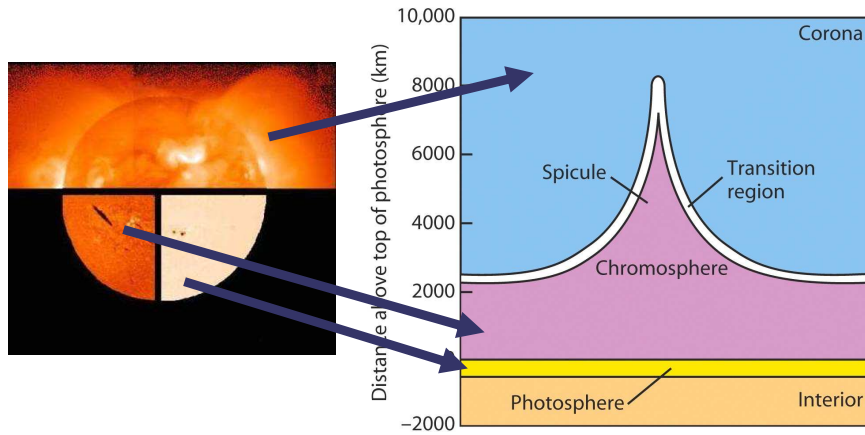 10,000
Corona
8000
6000
Spicule
Transition
region
4000
Chromosphere
2000
Photosphere
Interior
–2000
Distance above top of photosphere (km)